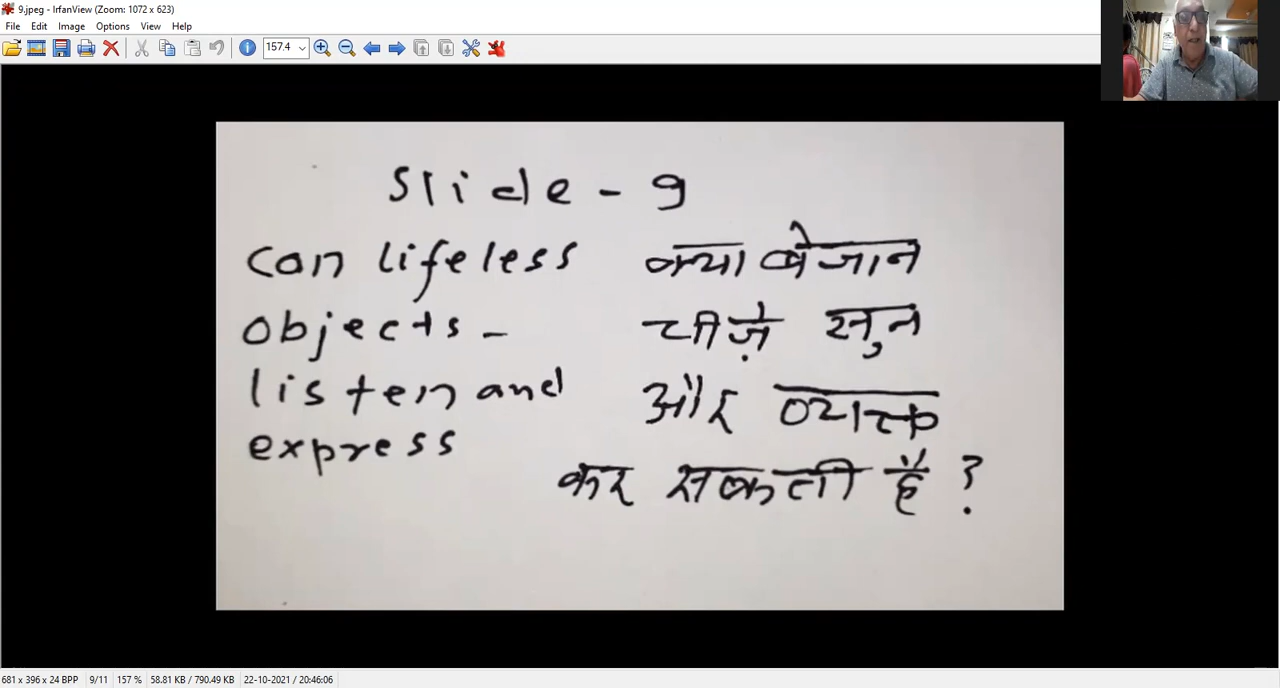 9.jpeg - IrfanView (Zoom: 1072 x 623)
File Edit Image Options View Help
157.4
Slide - 9
Can lifeless
objects -
listen and
express
क्या बेजान
चीज़े सुन
और व्यक्त
कर सकती हैं ?
681 x 396 x 24 BPP 9/11 157 % 58.81 KB / 790.49 KB 22-10-2021 / 20:46:06